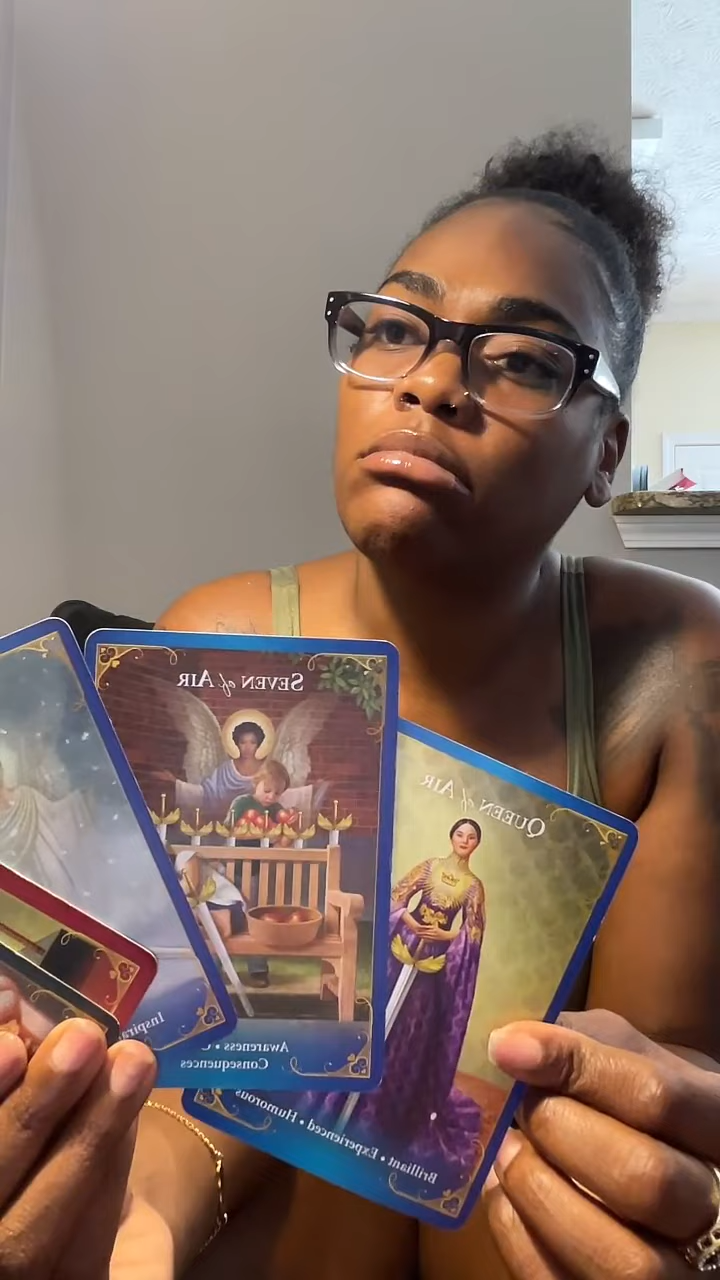 SEVEN of AIR
QUEEN of AIR
Awareness •
Consequences
Brilliant • Experienced • Humorous